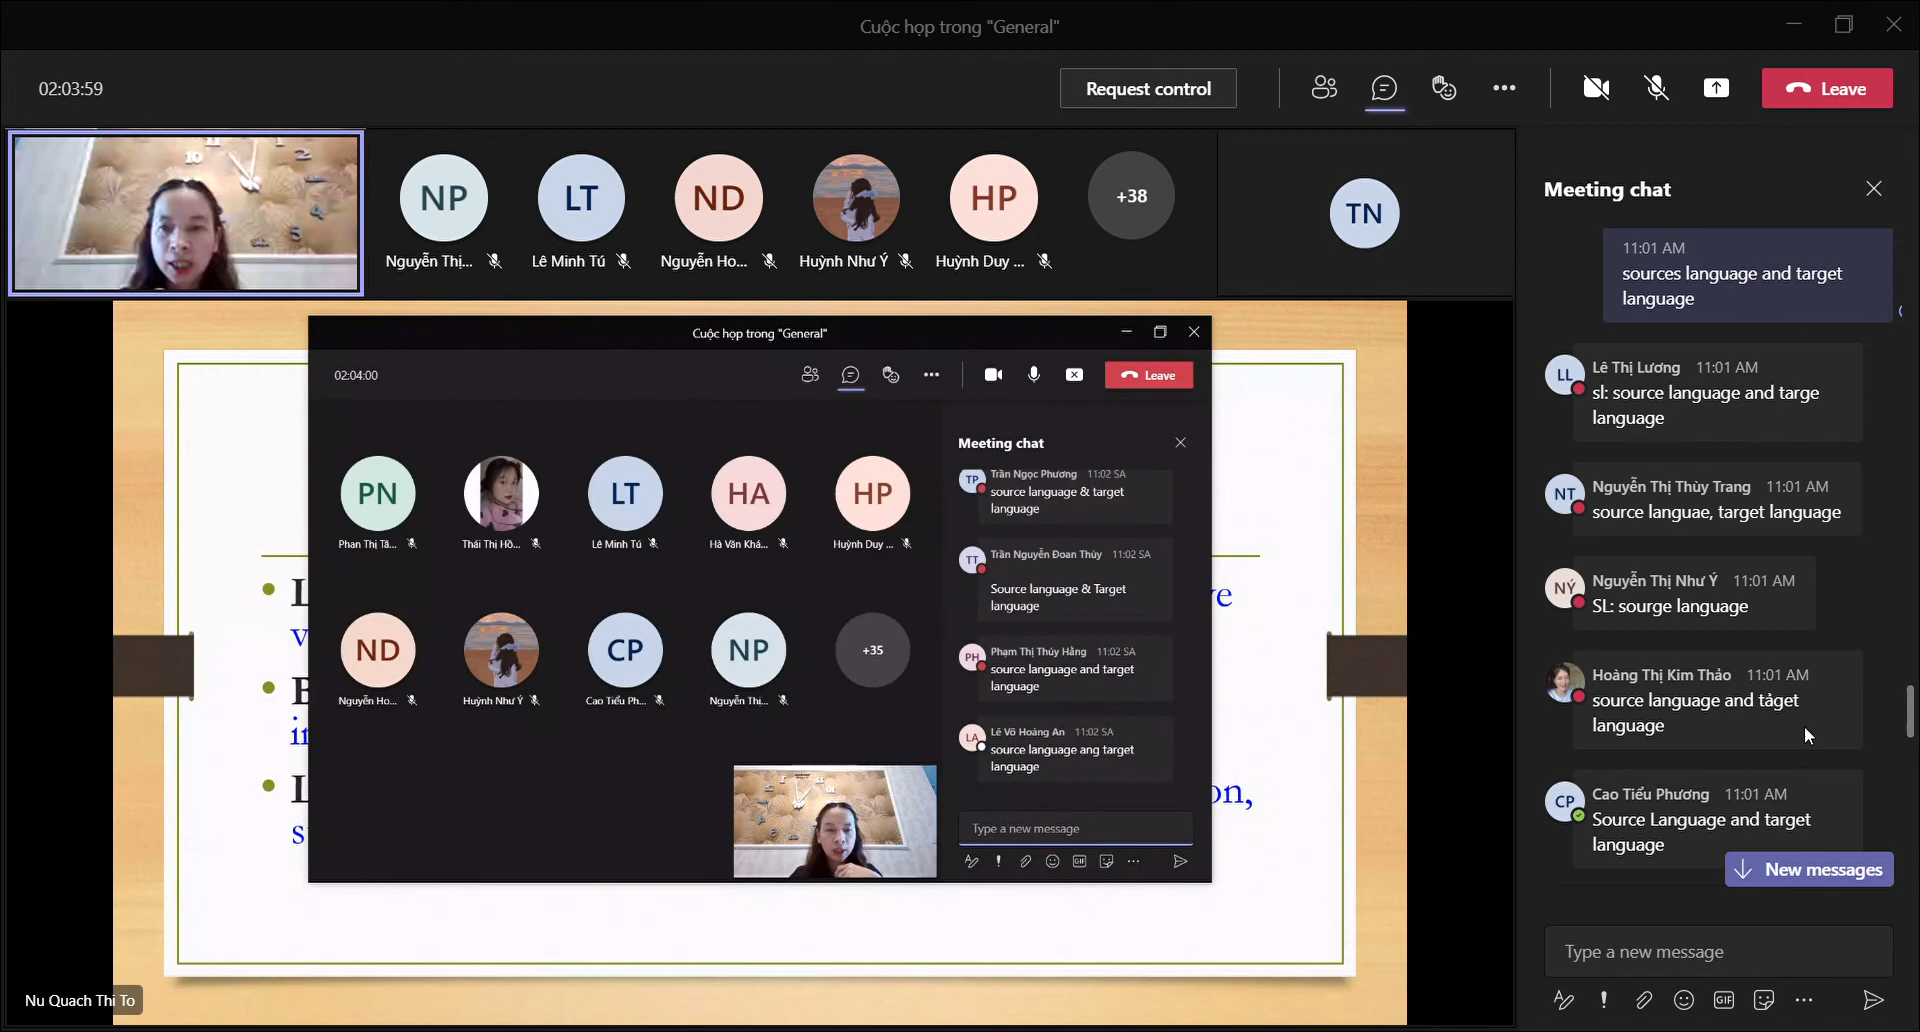 Cuộc họp trong "General"
02:03:59
Request control
Leave
NP
LT
ND
HP
+38
TN
Nguyễn Thị...
Lê Minh Tú
Nguyễn Ho...
Huỳnh Như Ý
Huỳnh Duy ...
Cuộc họp trong "General"
02:04:00
Leave
PN
LT
HA
HP
Phan Thị Tâ...
Thái Thị Hồ...
Lê Minh Tú
Hà Văn Khá...
Huỳnh Duy ...
ND
CP
NP
+35
Nguyễn Ho...
Huỳnh Như Ý
Cao Tiểu Ph...
Nguyễn Thị...
Meeting chat
TP
Trần Ngọc Phương 11:02 SA
source language & target
language
TT
Trần Nguyễn Đoan Thùy 11:02 SA
Source language & Target
language
PH
Phạm Thị Thúy Hằng 11:02 SA
source language and target
language
LA
Lê Võ Hoàng An 11:02 SA
source language ang target
language
Type a new message
GIF
on,
Nu Quach Thi To
Meeting chat
11:01 AM
sources language and target
language
LL
Lê Thị Lương 11:01 AM
sl: source language and targe
language
NT
Nguyễn Thị Thùy Trang 11:01 AM
source languae, target language
NÝ
Nguyễn Thị Như Ý 11:01 AM
SL: sourge language
Hoàng Thị Kim Thảo 11:01 AM
source language and tảget
language
CP
Cao Tiểu Phương 11:01 AM
Source Language and target
language
New messages
Type a new message
GIF